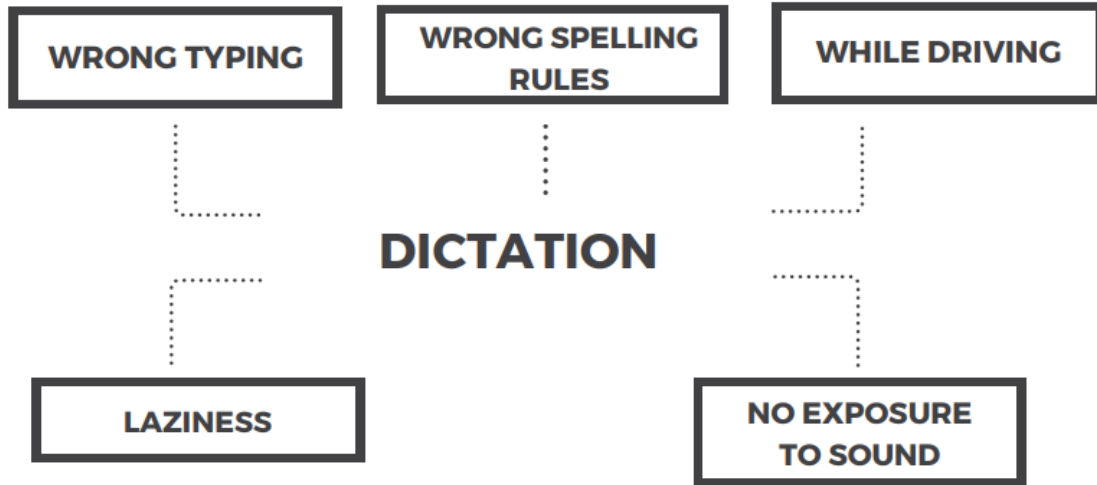 WRONG TYPING
WRONG SPELLING
RULES
WHILE DRIVING
DICTATION
LAZINESS
NO EXPOSURE
TO SOUND